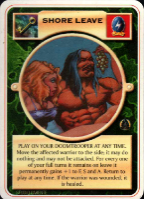 SHORE LEAVE
PLAY ON YOUR DOOMTROOPER AT ANY TIME.
Move the affected warrior to the side; it may do
nothing and may not be attacked. For every one
of your full turns it remains on leave it
permanently gains +1 to F, S and A. Return to
play at any time. If the warrior was wounded, it
is healed.